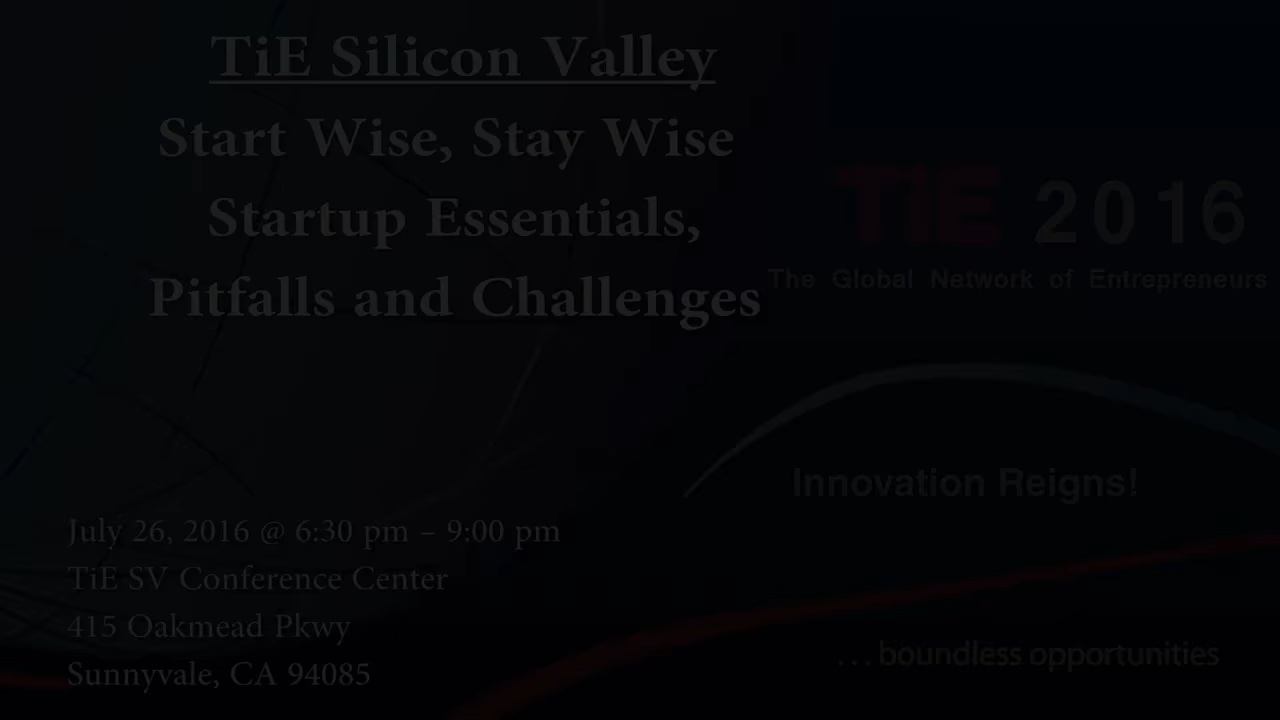 TiE Silicon Valley
Start Wise, Stay Wise
Startup Essentials,
Pitfalls and Challenges
TiE 2016
The Global Network of Entrepreneurs
Innovation Reigns!
July 26, 2016 @ 6:30 pm – 9:00 pm
TiE SV Conference Center
415 Oakmead Pkwy
Sunnyvale, CA 94085
...boundless opportunities